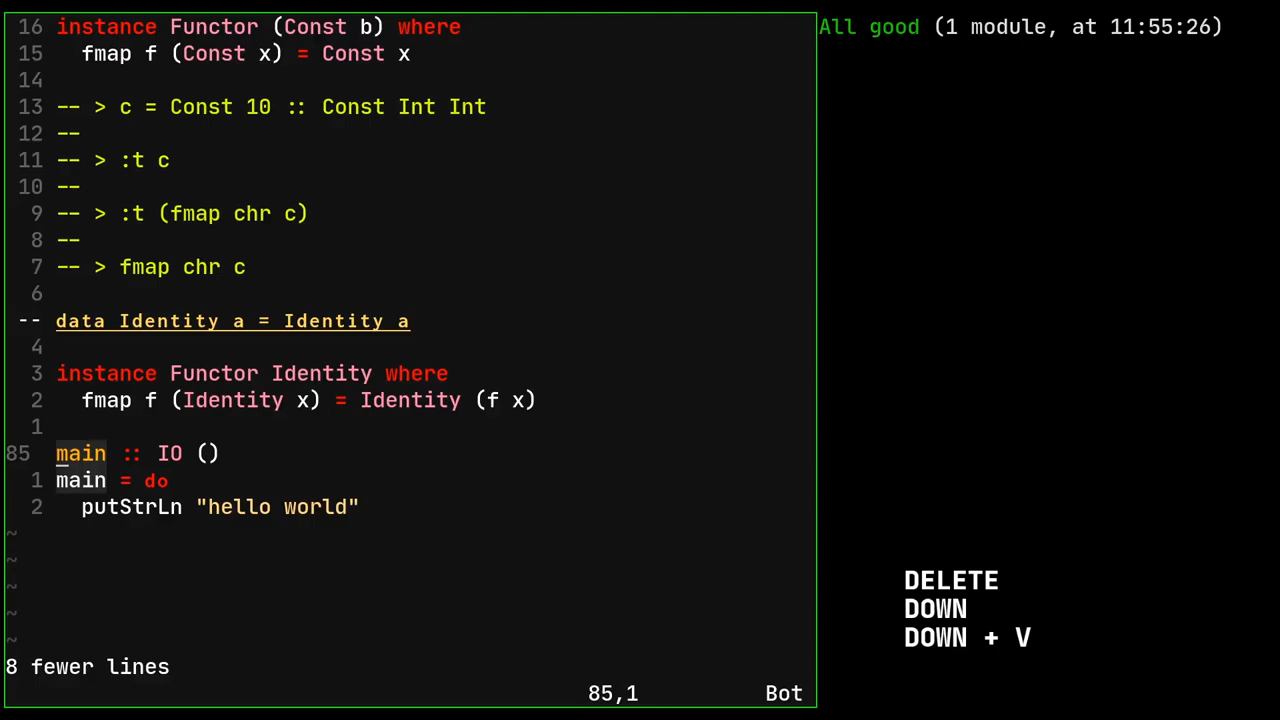 16 instance Functor (Const b) where
15   fmap f (Const x) = Const x
14
13 -- > c = Const 10 :: Const Int Int
12 --
11 -- > :t c
10 --
9 -- > :t (fmap chr c)
8 --
7 -- > fmap chr c
6
-- data Identity a = Identity a
4
3 instance Functor Identity where
2   fmap f (Identity x) = Identity (f x)
1
85 main :: IO ()
1 main = do
2   putStrLn "hello world"
~
~
~
~
~
8 fewer lines
85,1 Bot
All good (1 module, at 11:55:26)
DELETE
DOWN
DOWN + V